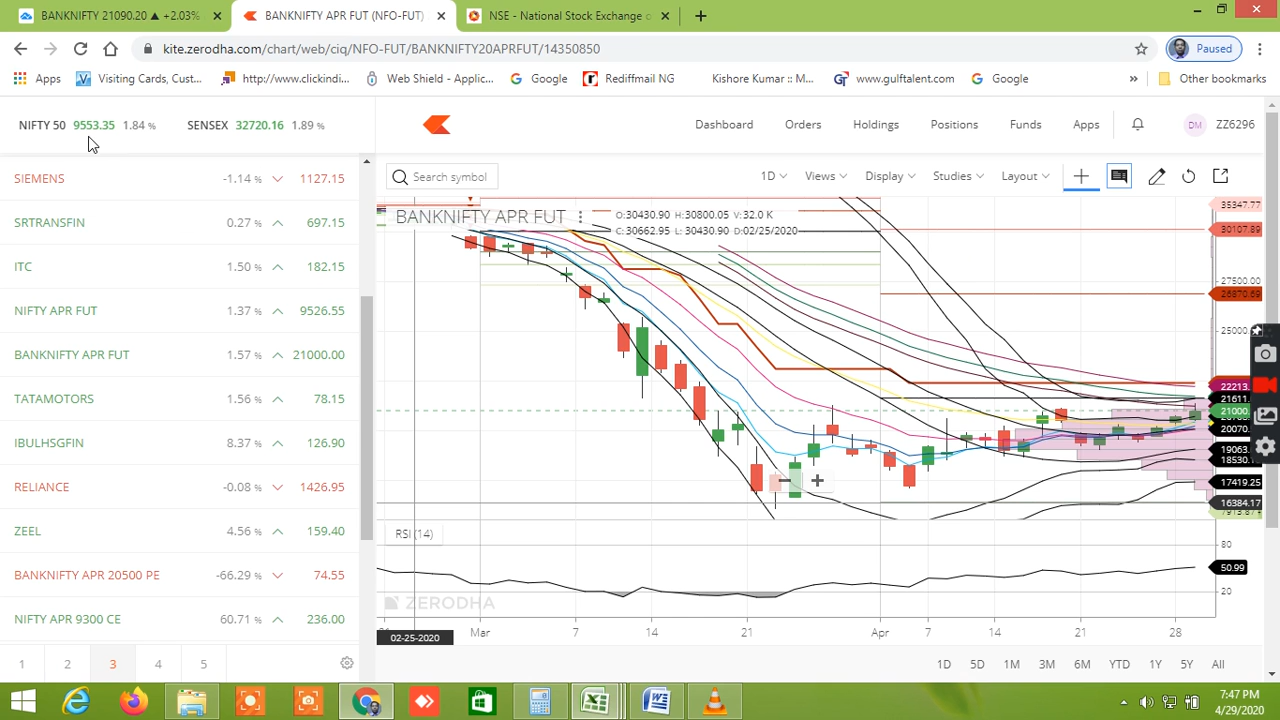 BANKNIFTY 21090.20 ▲ +2.03% ×
BANKNIFTY APR FUT (NFO-FUT) ×
NSE - National Stock Exchange o ×
kite.zerodha.com/chart/web/ciq/NFO-FUT/BANKNIFTY20APRFUT/14350850
Paused
Apps Visiting Cards, Cust... http://www.clickindi... Web Shield - Applic... Google Rediffmail NG Kishore Kumar :: M... www.gulftalent.com Google » Other bookmarks
NIFTY 50 9553.35 1.84 % SENSEX 32720.16 1.89 %
Dashboard Orders Holdings Positions Funds Apps DM ZZ6296
SIEMENS -1.14 % 1127.15
SRTRANSFIN 0.27 % 697.15
ITC 1.50 % 182.15
NIFTY APR FUT 1.37 % 9526.55
BANKNIFTY APR FUT 1.57 % 21000.00
TATAMOTORS 1.56 % 78.15
IBULHSGFIN 8.37 % 126.90
RELIANCE -0.08 % 1426.95
ZEEL 4.56 % 159.40
BANKNIFTY APR 20500 PE -66.29 % 74.55
NIFTY APR 9300 CE 60.71 % 236.00
1 2 3 4 5
Search symbol 1D Views Display Studies Layout
BANKNIFTY APR FUT
O:30430.90 H:30800.05 V:32.0 K
C:30662.95 L: 30430.90 D:02/25/2020
35347.77
30107.89
27500.00
26870.69
25000
22213.
21611.
21000.
20070.
19063.
18530.
17419.25
16384.17
RSI (14)
80
50.99
20
ZERODHA
02-25-2020
Mar 7 14 21 Apr 7 14 21 28
1D 5D 1M 3M 6M YTD 1Y 5Y All
7:47 PM
4/29/2020